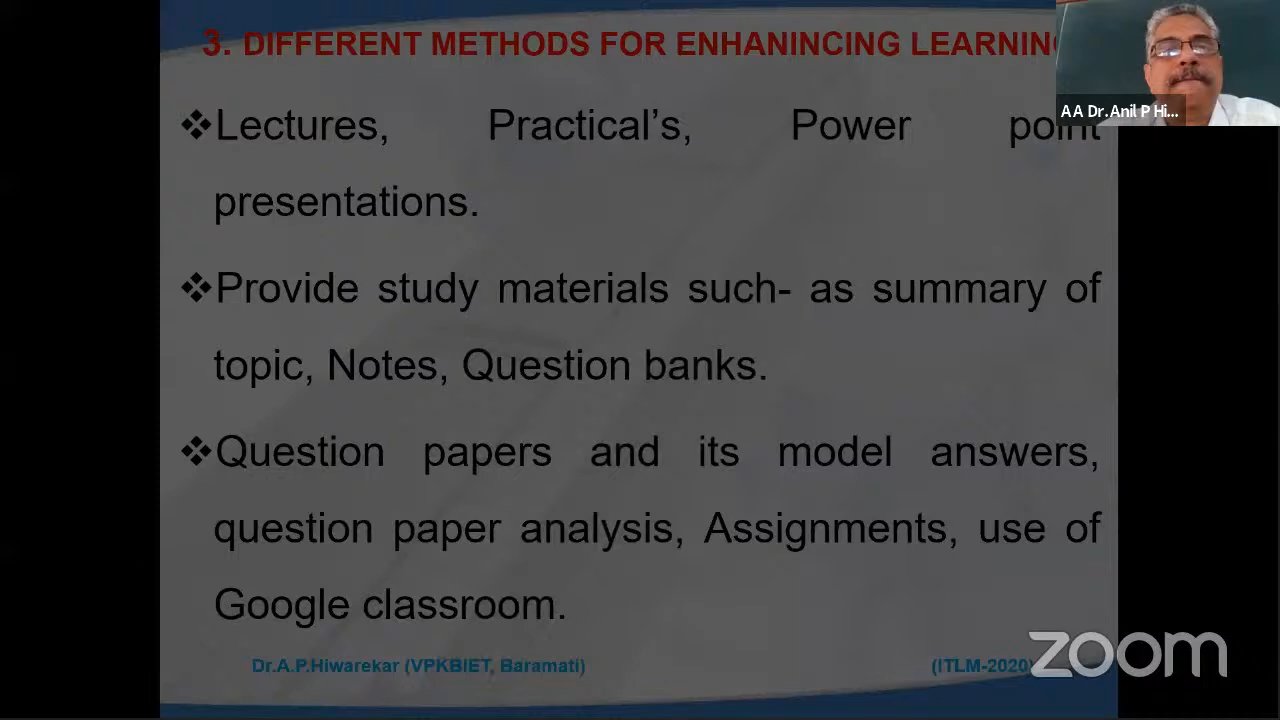 3. DIFFERENT METHODS FOR ENHANINCING LEARNING
AA Dr.Anil P Hi...
❖Lectures, Practical's, Power point
presentations.
❖Provide study materials such- as summary of
topic, Notes, Question banks.
❖Question papers and its model answers,
question paper analysis, Assignments, use of
Google classroom.
Dr.A.P.Hiwarekar (VPKBIET, Baramati)
(ITLM-2020)
zoom